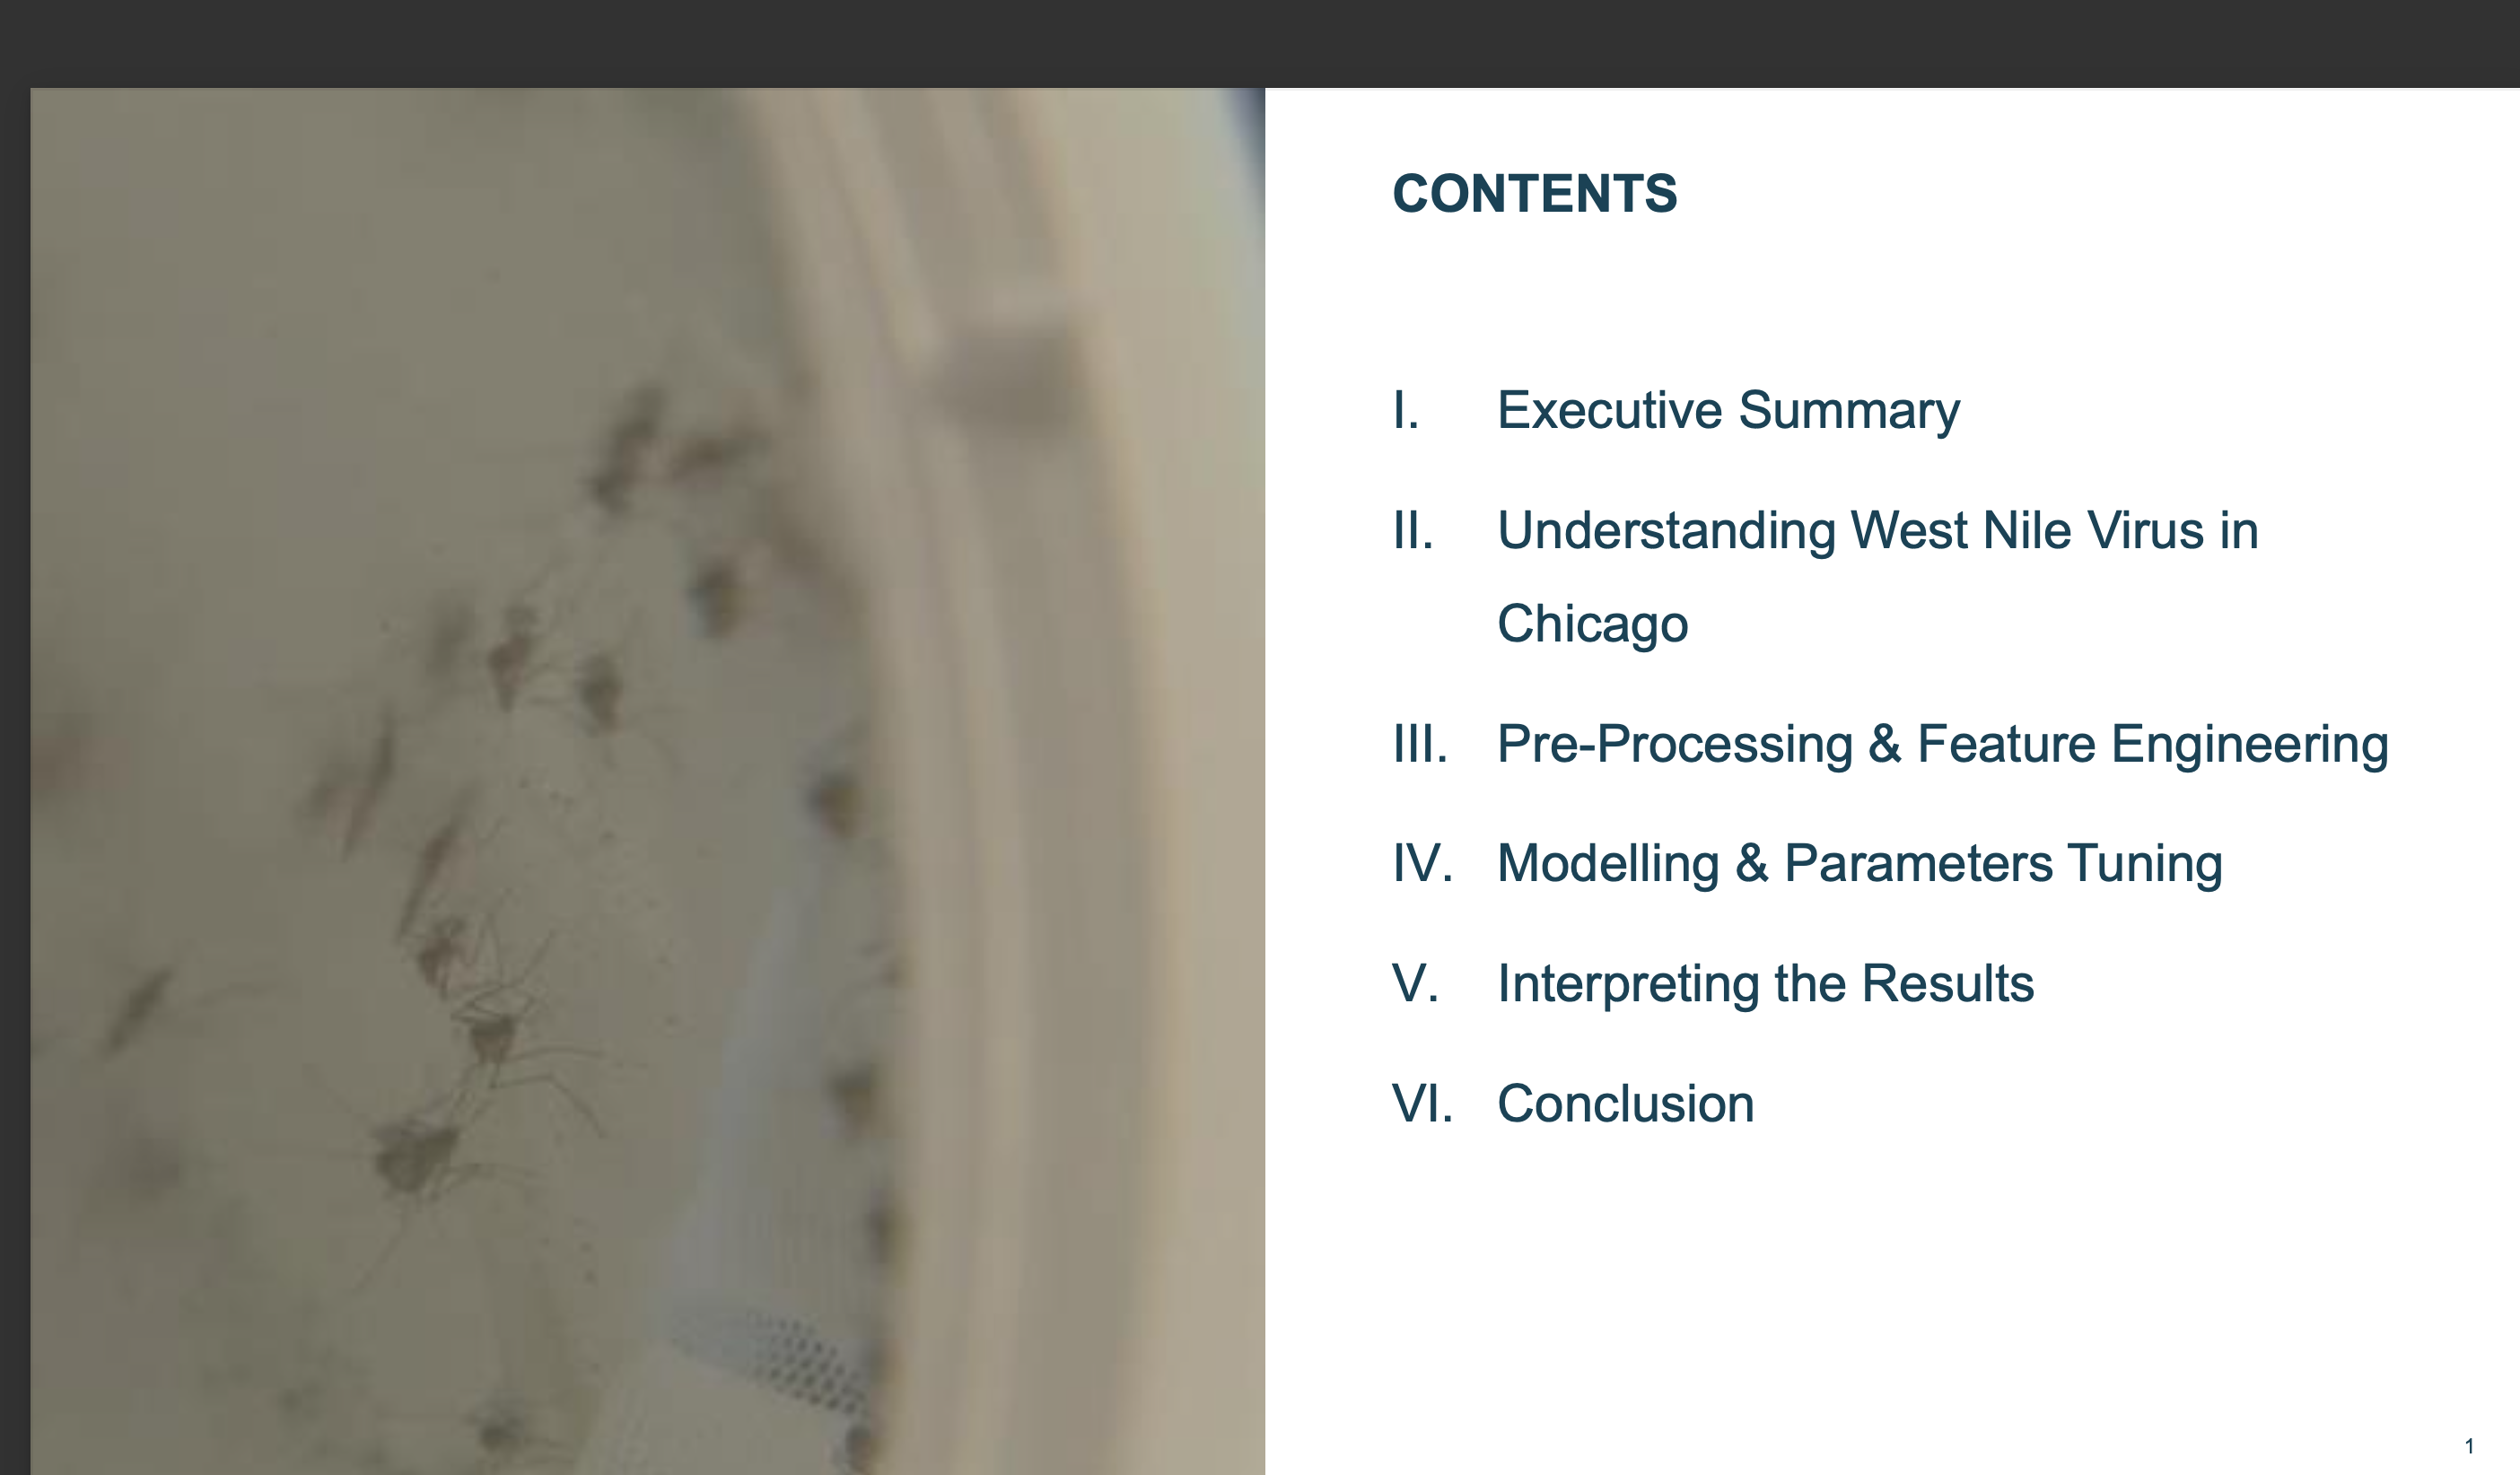 CONTENTS
I. Executive Summary
II. Understanding West Nile Virus in
Chicago
III. Pre-Processing & Feature Engineering
IV. Modelling & Parameters Tuning
V. Interpreting the Results
VI. Conclusion
1